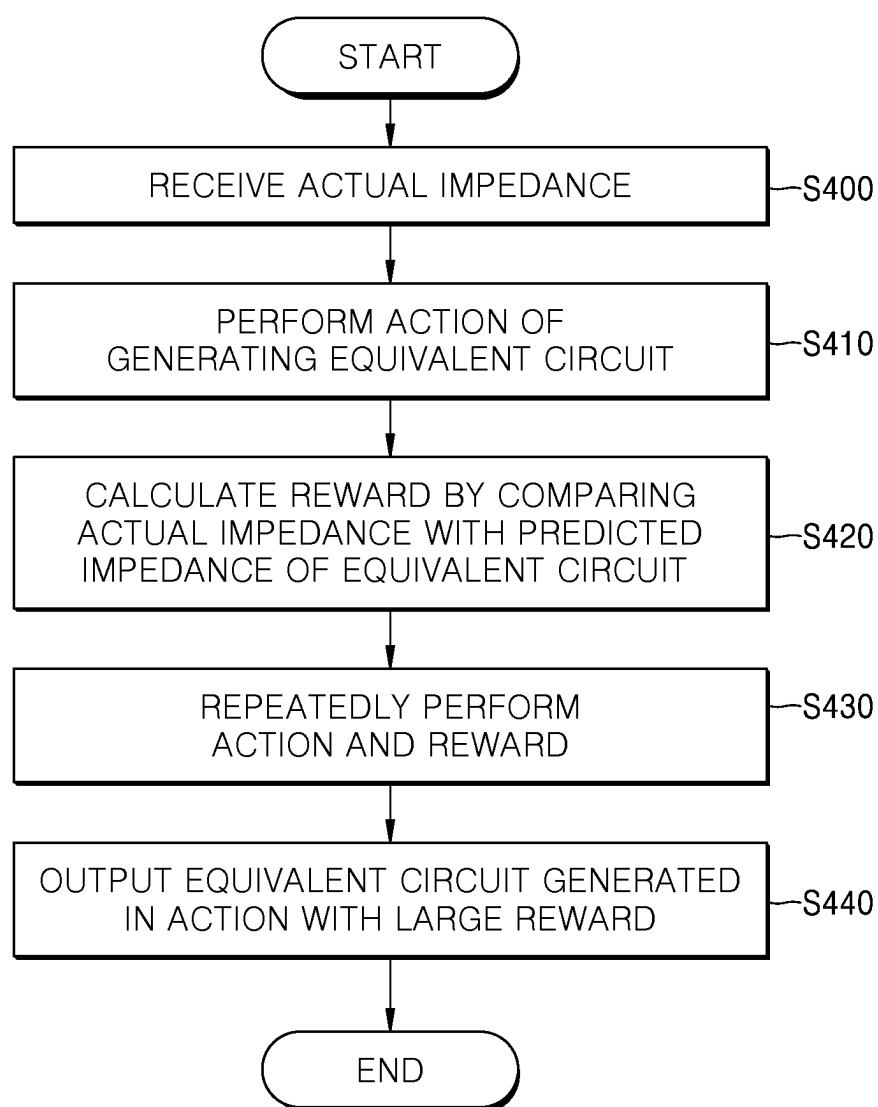 START
RECEIVE ACTUAL IMPEDANCE
S400
PERFORM ACTION OF
GENERATING EQUIVALENT CIRCUIT
S410
CALCULATE REWARD BY COMPARING
ACTUAL IMPEDANCE WITH PREDICTED
IMPEDANCE OF EQUIVALENT CIRCUIT
S420
REPEATEDLY PERFORM
ACTION AND REWARD
S430
OUTPUT EQUIVALENT CIRCUIT GENERATED
IN ACTION WITH LARGE REWARD
S440
END